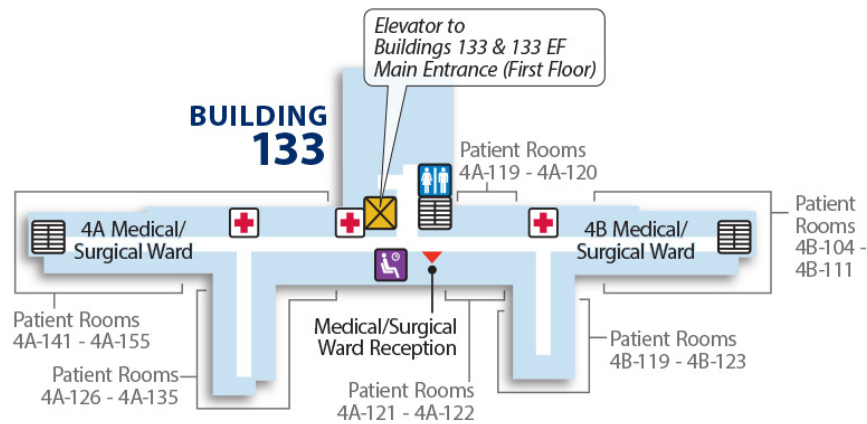 Elevator to
Buildings 133 & 133 EF
Main Entrance (First Floor)
BUILDING
133
Patient Rooms
4A-119 - 4A-120
4A Medical/
Surgical Ward
4B Medical/
Surgical Ward
Patient
Rooms
4B-104 -
4B-111
Patient Rooms
4A-141 - 4A-155
Medical/Surgical
Ward Reception
Patient Rooms
4B-119 - 4B-123
Patient Rooms
4A-126 - 4A-135
Patient Rooms
4A-121 - 4A-122